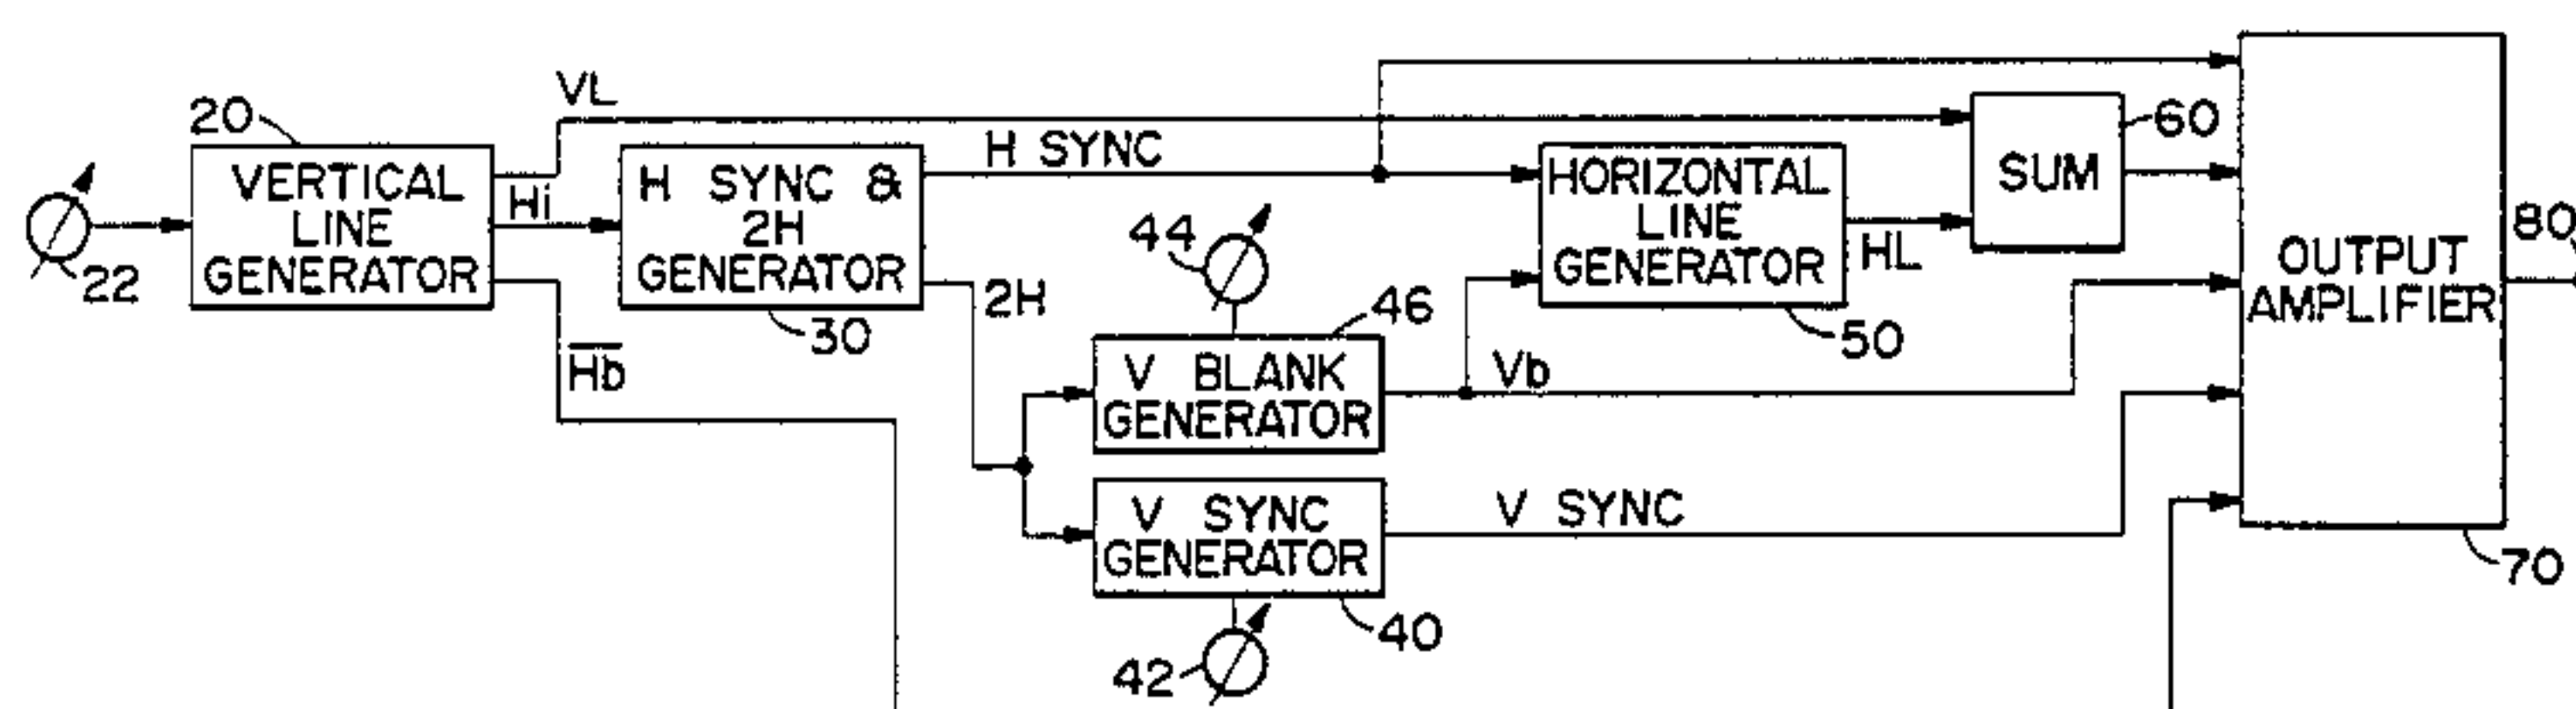 VL
20
VERTICAL
LINE
GENERATOR
22
Hi
H̅b̅
H SYNC &
2H
GENERATOR
30
H SYNC
2H
44
46
V BLANK
GENERATOR
Vb
V SYNC
GENERATOR
40
42
V SYNC
HORIZONTAL
LINE
GENERATOR
50
HL
SUM
60
OUTPUT
AMPLIFIER
70
80